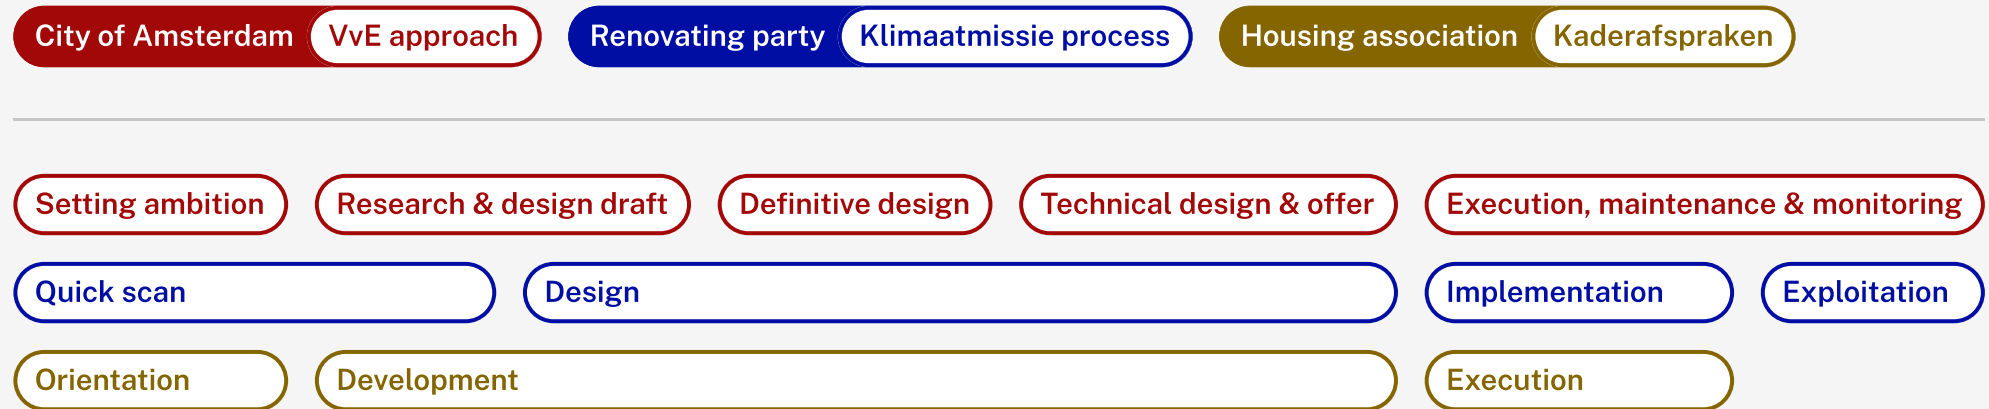 City of Amsterdam VvE approach Renovating party Klimaatmissie process Housing association Kaderafspraken
Setting ambition Research & design draft Definitive design Technical design & offer Execution, maintenance & monitoring
Quick scan Design Implementation Exploitation
Orientation Development Execution